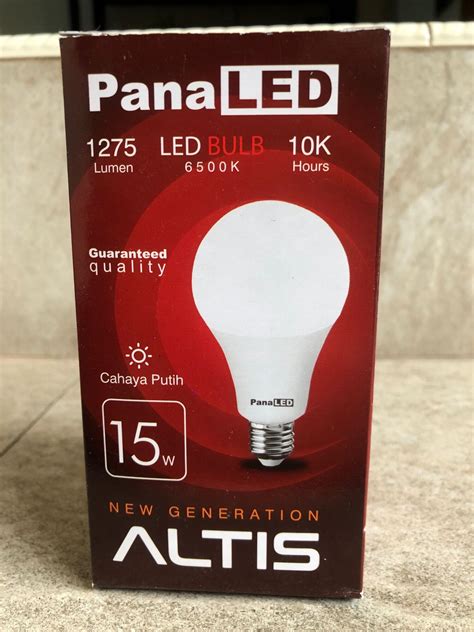 PanaLED
1275 LED BULB 10K
Lumen 6500K Hours
Guaranteed
quality
Cahaya Putih
PanaLED
15w
NEW GENERATION
ALTIS